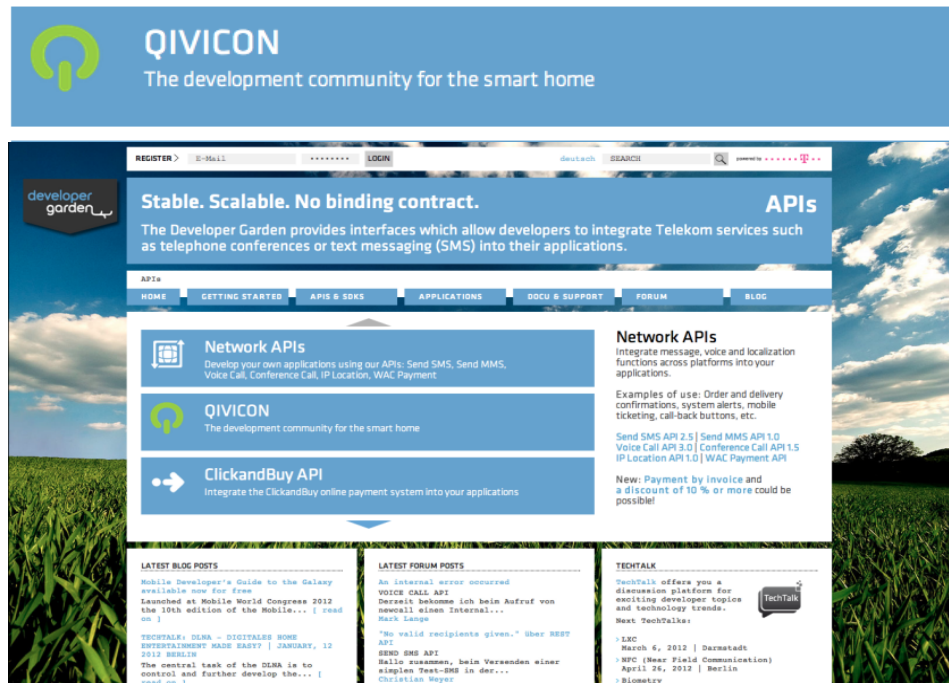 QIVICON
The development community for the smart home
REGISTER > E-Mail •••••••• LOGIN deutsch SEARCH powered by
developer
garden
Stable. Scalable. No binding contract. APIs
The Developer Garden provides interfaces which allow developers to integrate Telekom services such
as telephone conferences or text messaging (SMS) into their applications.
APIs
HOME GETTING STARTED APIS & SDKS APPLICATIONS DOCU & SUPPORT FORUM BLOG
Network APIs
Develop your own applications using our APIs: Send SMS, Send MMS,
Voice Call, Conference Call, IP Location, WAC Payment
QIVICON
The development community for the smart home
ClickandBuy API
Integrate the ClickandBuy online payment system into your applications
Network APIs
Integrate message, voice and localization
functions across platforms into your
applications.
Examples of use: Order and delivery
confirmations, system alerts, mobile
ticketing, call-back buttons, etc.
Send SMS API 2.5 | Send MMS API 1.0
Voice Call API 3.0 | Conference Call API 1.5
IP Location API 1.0 | WAC Payment API
New: Payment by invoice and
a discount of 10 % or more could be
possible!
LATEST BLOG POSTS
Mobile Developer's Guide to the Galaxy
available now for free
Launched at Mobile World Congress 2012
the 10th edition of the Mobile... [ read
on ]
TECHTALK: DLNA - DIGITALES HOME
ENTERTAINMENT MADE EASY? | JANUARY, 12
2012 BERLIN
The central task of the DLNA is to
control and further develop the... [
read on ]
LATEST FORUM POSTS
An internal error occurred
VOICE CALL API
Derzeit bekomme ich beim Aufruf von
newcall einen Internal...
Mark Lange
"No valid recipients given." über REST
API
SEND SMS API
Hallo zusammen, beim Versenden einer
simplen Test-SMS in der...
Christian Weyer
TECHTALK
TechTalk offers you a
discussion platform for
exciting developer topics
and technology trends.
TechTalk
Next TechTalks:
> LXC
March 6, 2012 | Darmstadt
> NFC (Near Field Communication)
April 26, 2012 | Berlin
> Biometry